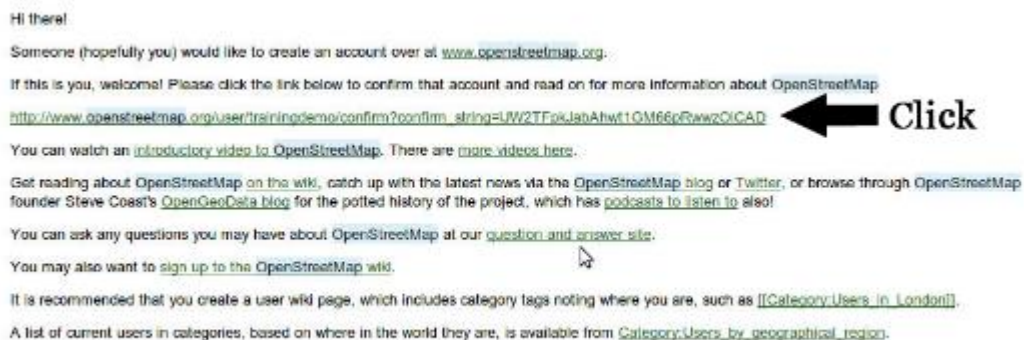 Hi there!
Someone (hopefully you) would like to create an account over at www.openstreetmap.org.
If this is you, welcome! Please click the link below to confirm that account and read on for more information about OpenStreetMap
http://www.openstreetmap.org/user/trainingdemo/confirm?confirm_string=
Click
You can watch an introductory video to OpenStreetMap. There are more videos here.
Get reading about OpenStreetMap on the wiki, catch up with the latest news via the OpenStreetMap blog or Twitter, or browse through OpenStreetMap
founder Steve Coast's OpenGeoData blog for the potted history of the project, which has podcasts to listen to also!
You can ask any questions you may have about OpenStreetMap at our question and answer site.
You may also want to sign up to the OpenStreetMap wiki.
It is recommended that you create a user wiki page, which includes category tags noting where you are, such as [[Category:Users_in_London]].
A list of current users in categories, based on where in the world they are, is available from Category:Users_by_geographical_region.